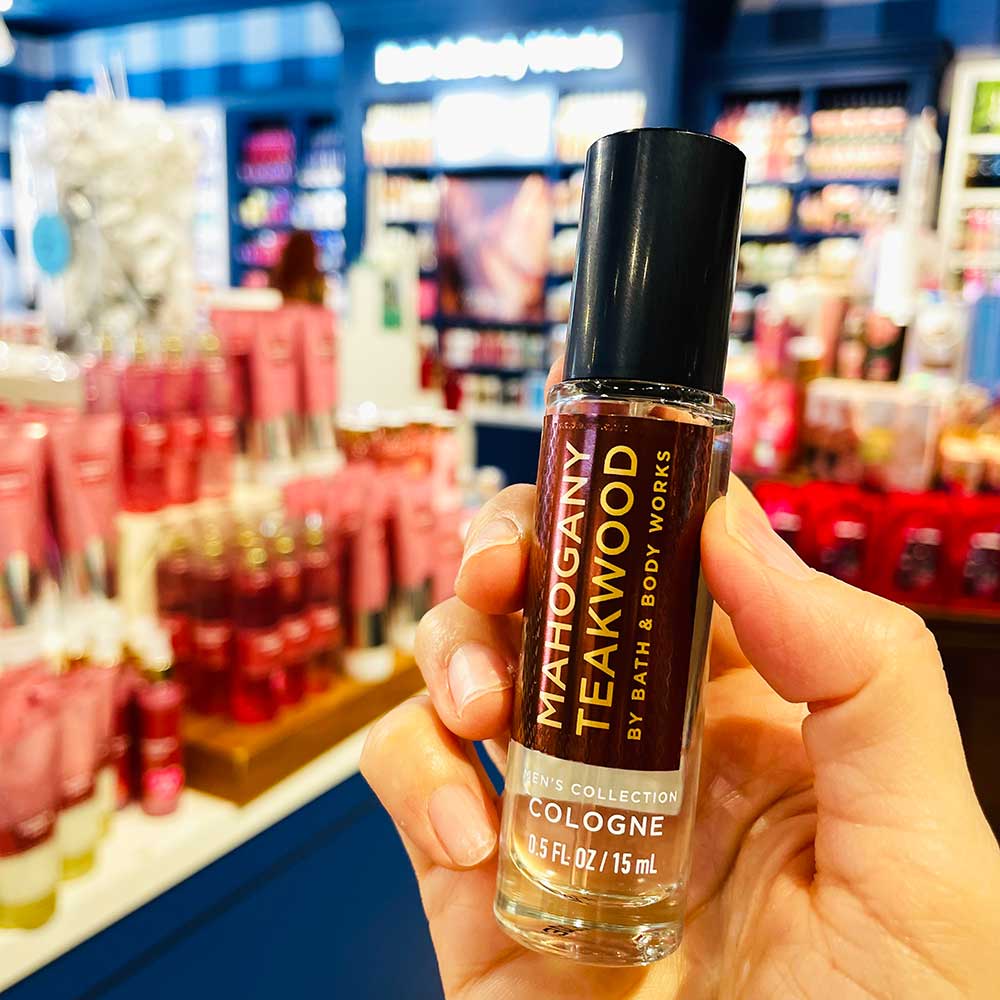 MAHOGANY
TEAKWOOD
BY BATH & BODY WORKS
MEN'S COLLECTION
COLOGNE
0.5 FL OZ / 15 mL